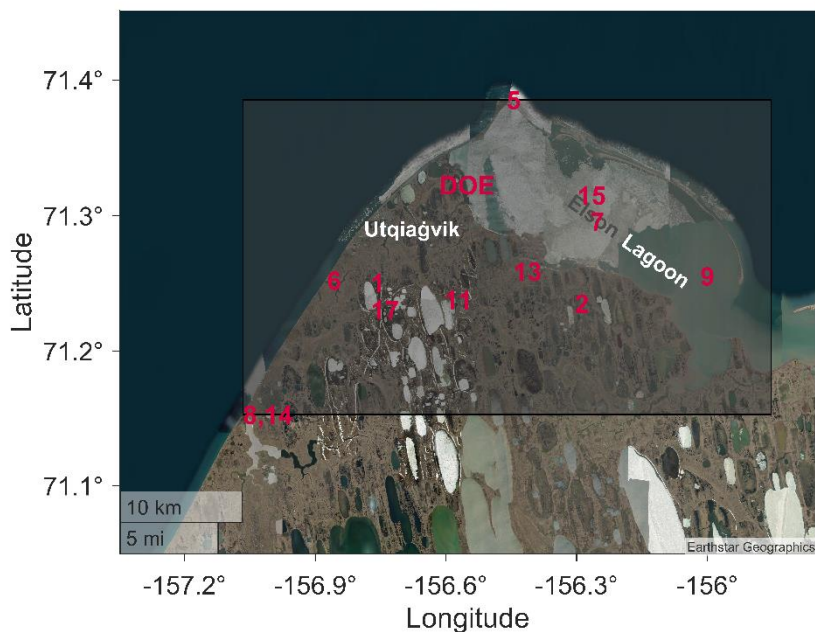 71.4°
5
DOE
15
71.3°
Elson
7
Utqiaġvik
Lagoon
13
9
6
1
71.25°
11
2
17
71.2°
8,14
71.1°
10 km
5 mi
Earthstar Geographics
-157.2°
-156.9°
-156.6°
-156.3°
-156°
Longitude
Latitude